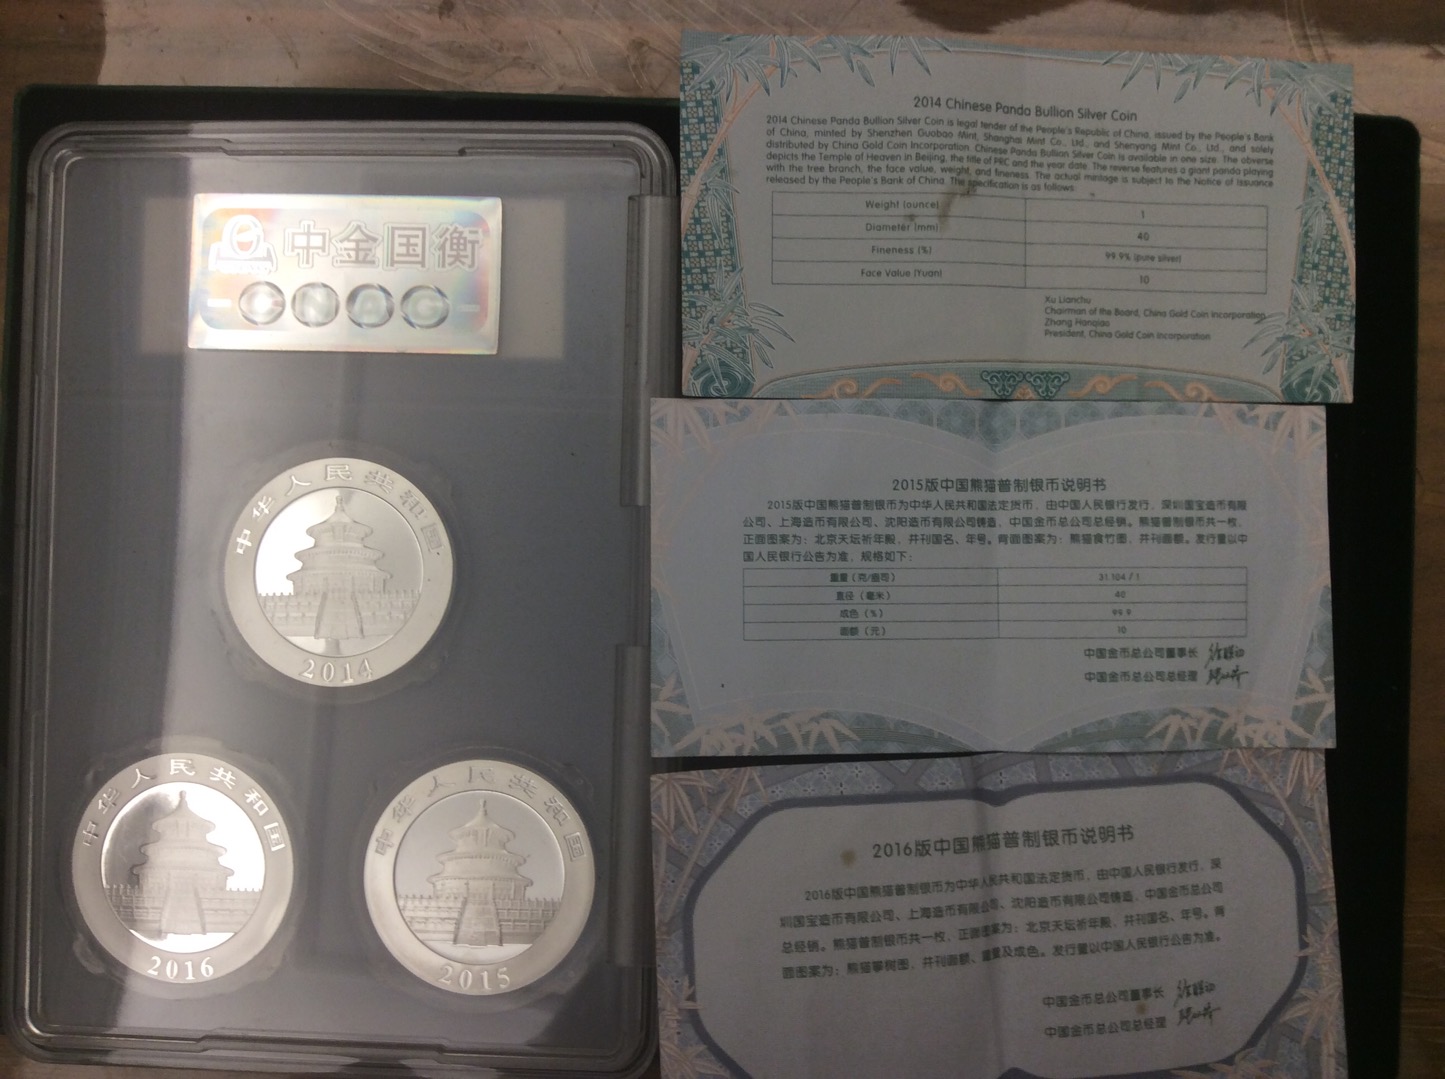 中金国衡
CNAG
中华人民共和国
2014
中华人民共和国
2016
中华人民共和国
2015
2014 Chinese Panda Bullion Silver Coin
2014 Chinese Panda Bullion Silver Coin is legal tender of the People's Republic of China, issued by the People's Bank
of China, minted by Shenzhen Guobao Mint, Shanghai Mint Co., Ltd., and Shenyang Mint Co., Ltd., and solely
distributed by China Gold Coin Incorporation. Chinese Panda Bullion Silver Coin is available in one size. The obverse
depicts the Temple of Heaven in Beijing, the title of PRC and the year date. The reverse features a giant panda playing
with the tree branch, the face value, weight, and fineness. The actual mintage is subject to the Notice of Issuance
released by the People's Bank of China. The specification is as follows:
Weight (ounce) 1
Diameter (mm) 40
Fineness (%) 99.9% (pure silver)
Face Value (Yuan) 10
Xu Lianchu
Chairman of the Board, China Gold Coin Incorporation
Zhang Hanqiao
President, China Gold Coin Incorporation
2015版中国熊猫普制银币说明书
2015版中国熊猫普制银币为中华人民共和国法定货币，由中国人民银行发行，深圳国宝造币有限
公司、上海造币有限公司、沈阳造币有限公司铸造，中国金币总公司总经销。熊猫普制银币共一枚，
正面图案为：北京天坛祈年殿，并刊国名、年号。背面图案为：熊猫食竹图，并刊面额。发行量以中
国人民银行公告为准，规格如下：
重量（克/盎司） 31.104 / 1
直径（毫米） 40
成色（%） 99.9
面额（元） 10
中国金币总公司董事长
中国金币总公司总经理
2016版中国熊猫普制银币说明书
2016版中国熊猫普制银币为中华人民共和国法定货币，由中国人民银行发行，深
圳国宝造币有限公司、上海造币有限公司、沈阳造币有限公司铸造，中国金币公司
总经销。熊猫普制银币共一枚，正面图案为：北京天坛祈年殿，并刊国名、年号。背
面图案为：熊猫攀树图，并刊面额、重量及成色。发行量以中国人民银行公告为准。
中国金币总公司董事长
中国金币总公司总经理